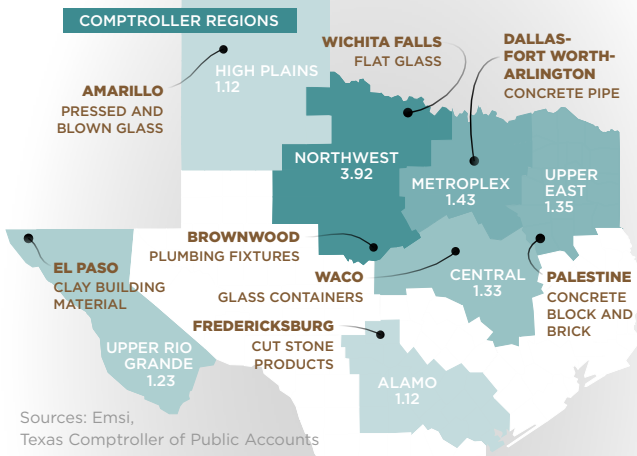 COMPTROLLER REGIONS
WICHITA FALLS
FLAT GLASS
DALLAS-
FORT WORTH-
ARLINGTON
CONCRETE PIPE
HIGH PLAINS
1.12
AMARILLO
PRESSED AND
BLOWN GLASS
NORTHWEST
3.92
METROPLEX
1.43
UPPER
EAST
1.35
BROWNWOOD
PLUMBING FIXTURES
WACO
GLASS CONTAINERS
CENTRAL
1.33
PALESTINE
CONCRETE
BLOCK AND
BRICK
EL PASO
CLAY BUILDING
MATERIAL
FREDERICKSBURG
CUT STONE
PRODUCTS
UPPER RIO
GRANDE
1.23
ALAMO
1.12
Sources: Emsi,
Texas Comptroller of Public Accounts